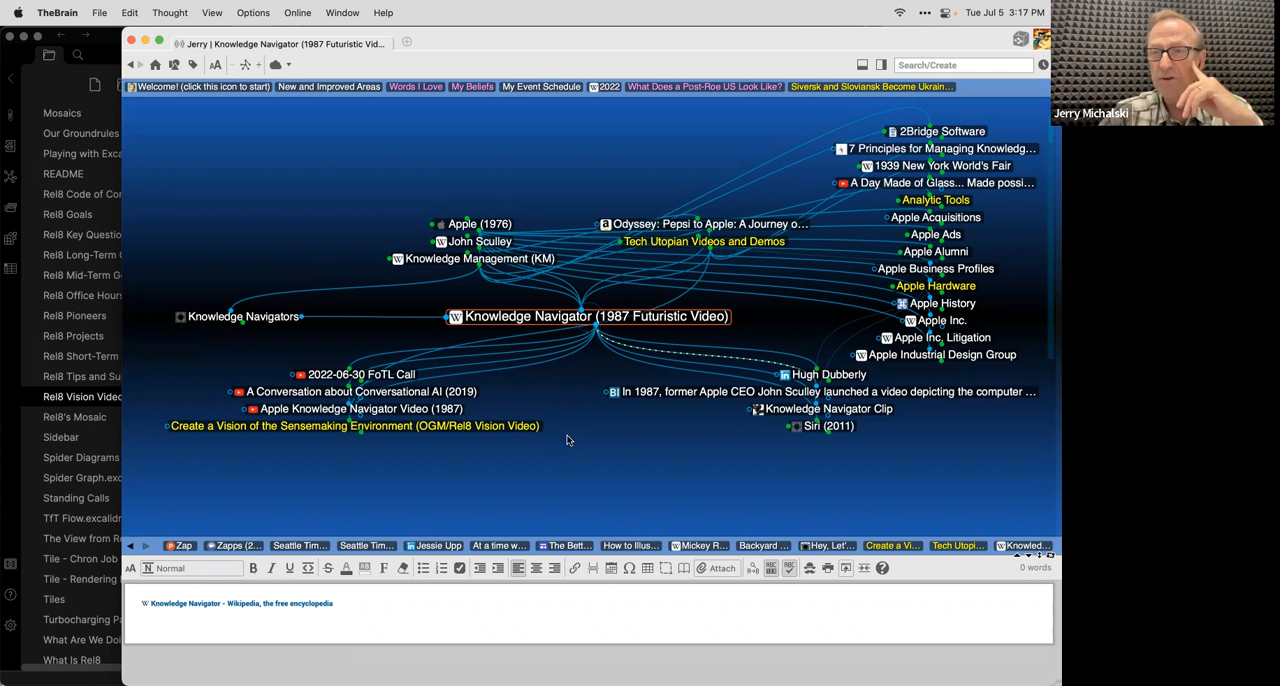 TheBrain File Edit Thought View Options Online Window Help
Tue Jul 5 3:17 PM
Jerry | Knowledge Navigator (1987 Futuristic Vid...
Search/Create
Welcome! (click this icon to start) New and Improved Areas Words I Love My Beliefs My Event Schedule 2022 What Does a Post-Roe US Look Like? Siversk and Sloviansk Become Ukrain...
Jerry Michalski
Mosaics
Our Groundrules
Playing with Exca
README
Rel8 Code of Con
Rel8 Goals
Rel8 Key Questio
Rel8 Long-Term G
Rel8 Mid-Term Go
Rel8 Office Hours
Rel8 Pioneers
Rel8 Projects
Rel8 Short-Term
Rel8 Tips and Su
Rel8 Vision Video
Rel8's Mosaic
Sidebar
Spider Diagrams
Spider Graph.exc
Standing Calls
TfT Flow.excalidr
The View from Re
Tile - Chron Job
Tile - Rendering
Tiles
Turbocharging Pa
What Are We Doi
What Is Rel8
Apple (1976)
John Sculley
Knowledge Management (KM)
Odyssey: Pepsi to Apple: A Journey o...
Tech Utopian Videos and Demos
2Bridge Software
7 Principles for Managing Knowledg...
1939 New York World's Fair
A Day Made of Glass... Made possi...
Analytic Tools
Apple Acquisitions
Apple Ads
Apple Alumni
Apple Business Profiles
Apple Hardware
Apple History
Apple Inc.
Apple Inc. Litigation
Apple Industrial Design Group
Knowledge Navigators
Knowledge Navigator (1987 Futuristic Video)
2022-06-30 FoTL Call
A Conversation about Conversational AI (2019)
Apple Knowledge Navigator Video (1987)
Create a Vision of the Sensemaking Environment (OGM/Rel8 Vision Video)
Hugh Dubberly
In 1987, former Apple CEO John Sculley launched a video depicting the computer ...
Knowledge Navigator Clip
Siri (2011)
Zap Zapps (2... Seattle Tim... Seattle Tim... Jessie Upp At a time w... The Bett... How to Illus... Mickey R... Backyard ... Hey, Let'... Create a Vi... Tech Utopi... Knowled...
Normal
Attach
0 words
Knowledge Navigator - Wikipedia, the free encyclopedia